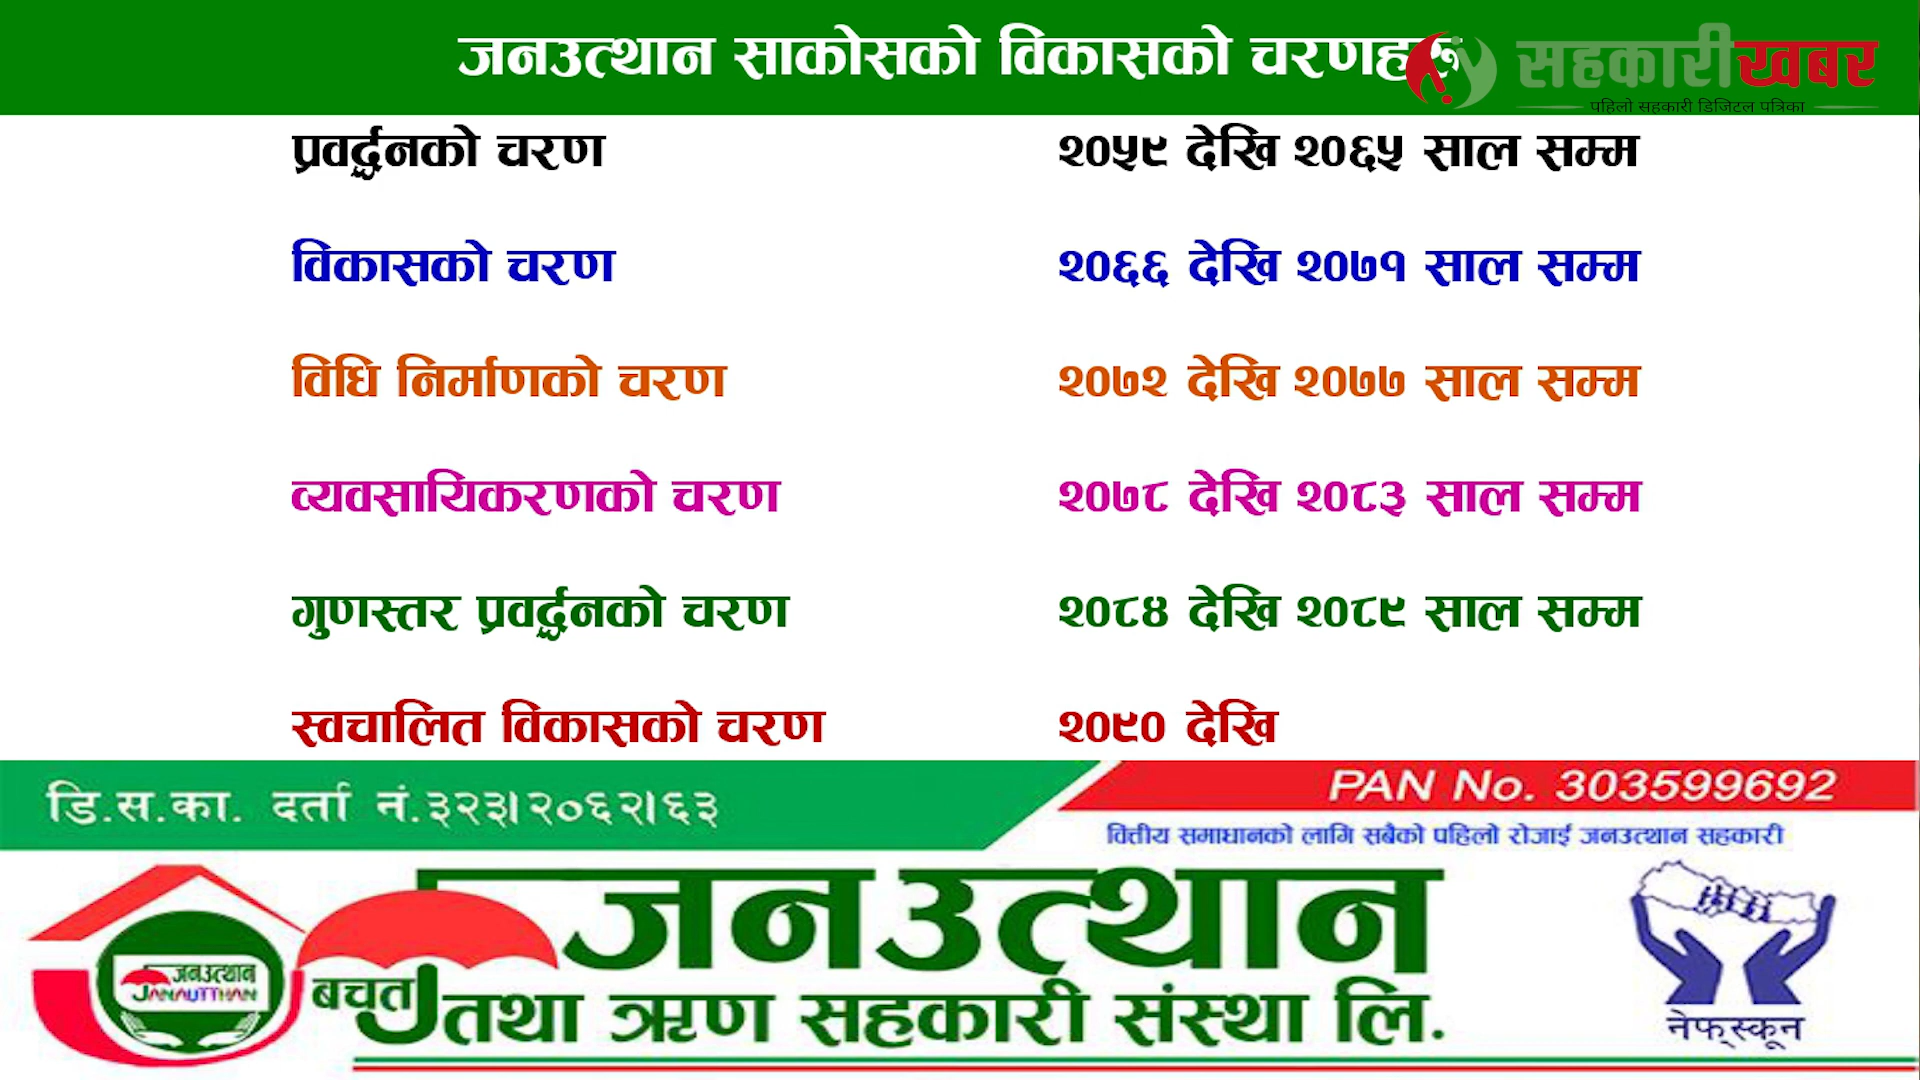 जनउत्थान साकोसको विकासको चरणहरू
सहकारीखबर
पहिलो सहकारी डिजिटल पत्रिका
प्रवर्द्धनको चरण २०५९ देखि २०६५ साल सम्म
विकासको चरण २०६६ देखि २०७१ साल सम्म
विधि निर्माणको चरण २०७२ देखि २०७७ साल सम्म
व्यवसायिकरणको चरण २०७८ देखि २०८३ साल सम्म
गुणस्तर प्रवर्द्धनको चरण २०८४ देखि २०८९ साल सम्म
स्वचालित विकासको चरण २०९० देखि
डि.स.का. दर्ता नं.३२३।२०६२।६३
PAN No. 303599692
वित्तीय समाधानको लागि सबैको पहिलो रोजाई जनउत्थान सहकारी
जनउत्थान
बचत तथा ऋण सहकारी संस्था लि.
जनउत्थान
JANAUTTHAN
नेफ्स्कून